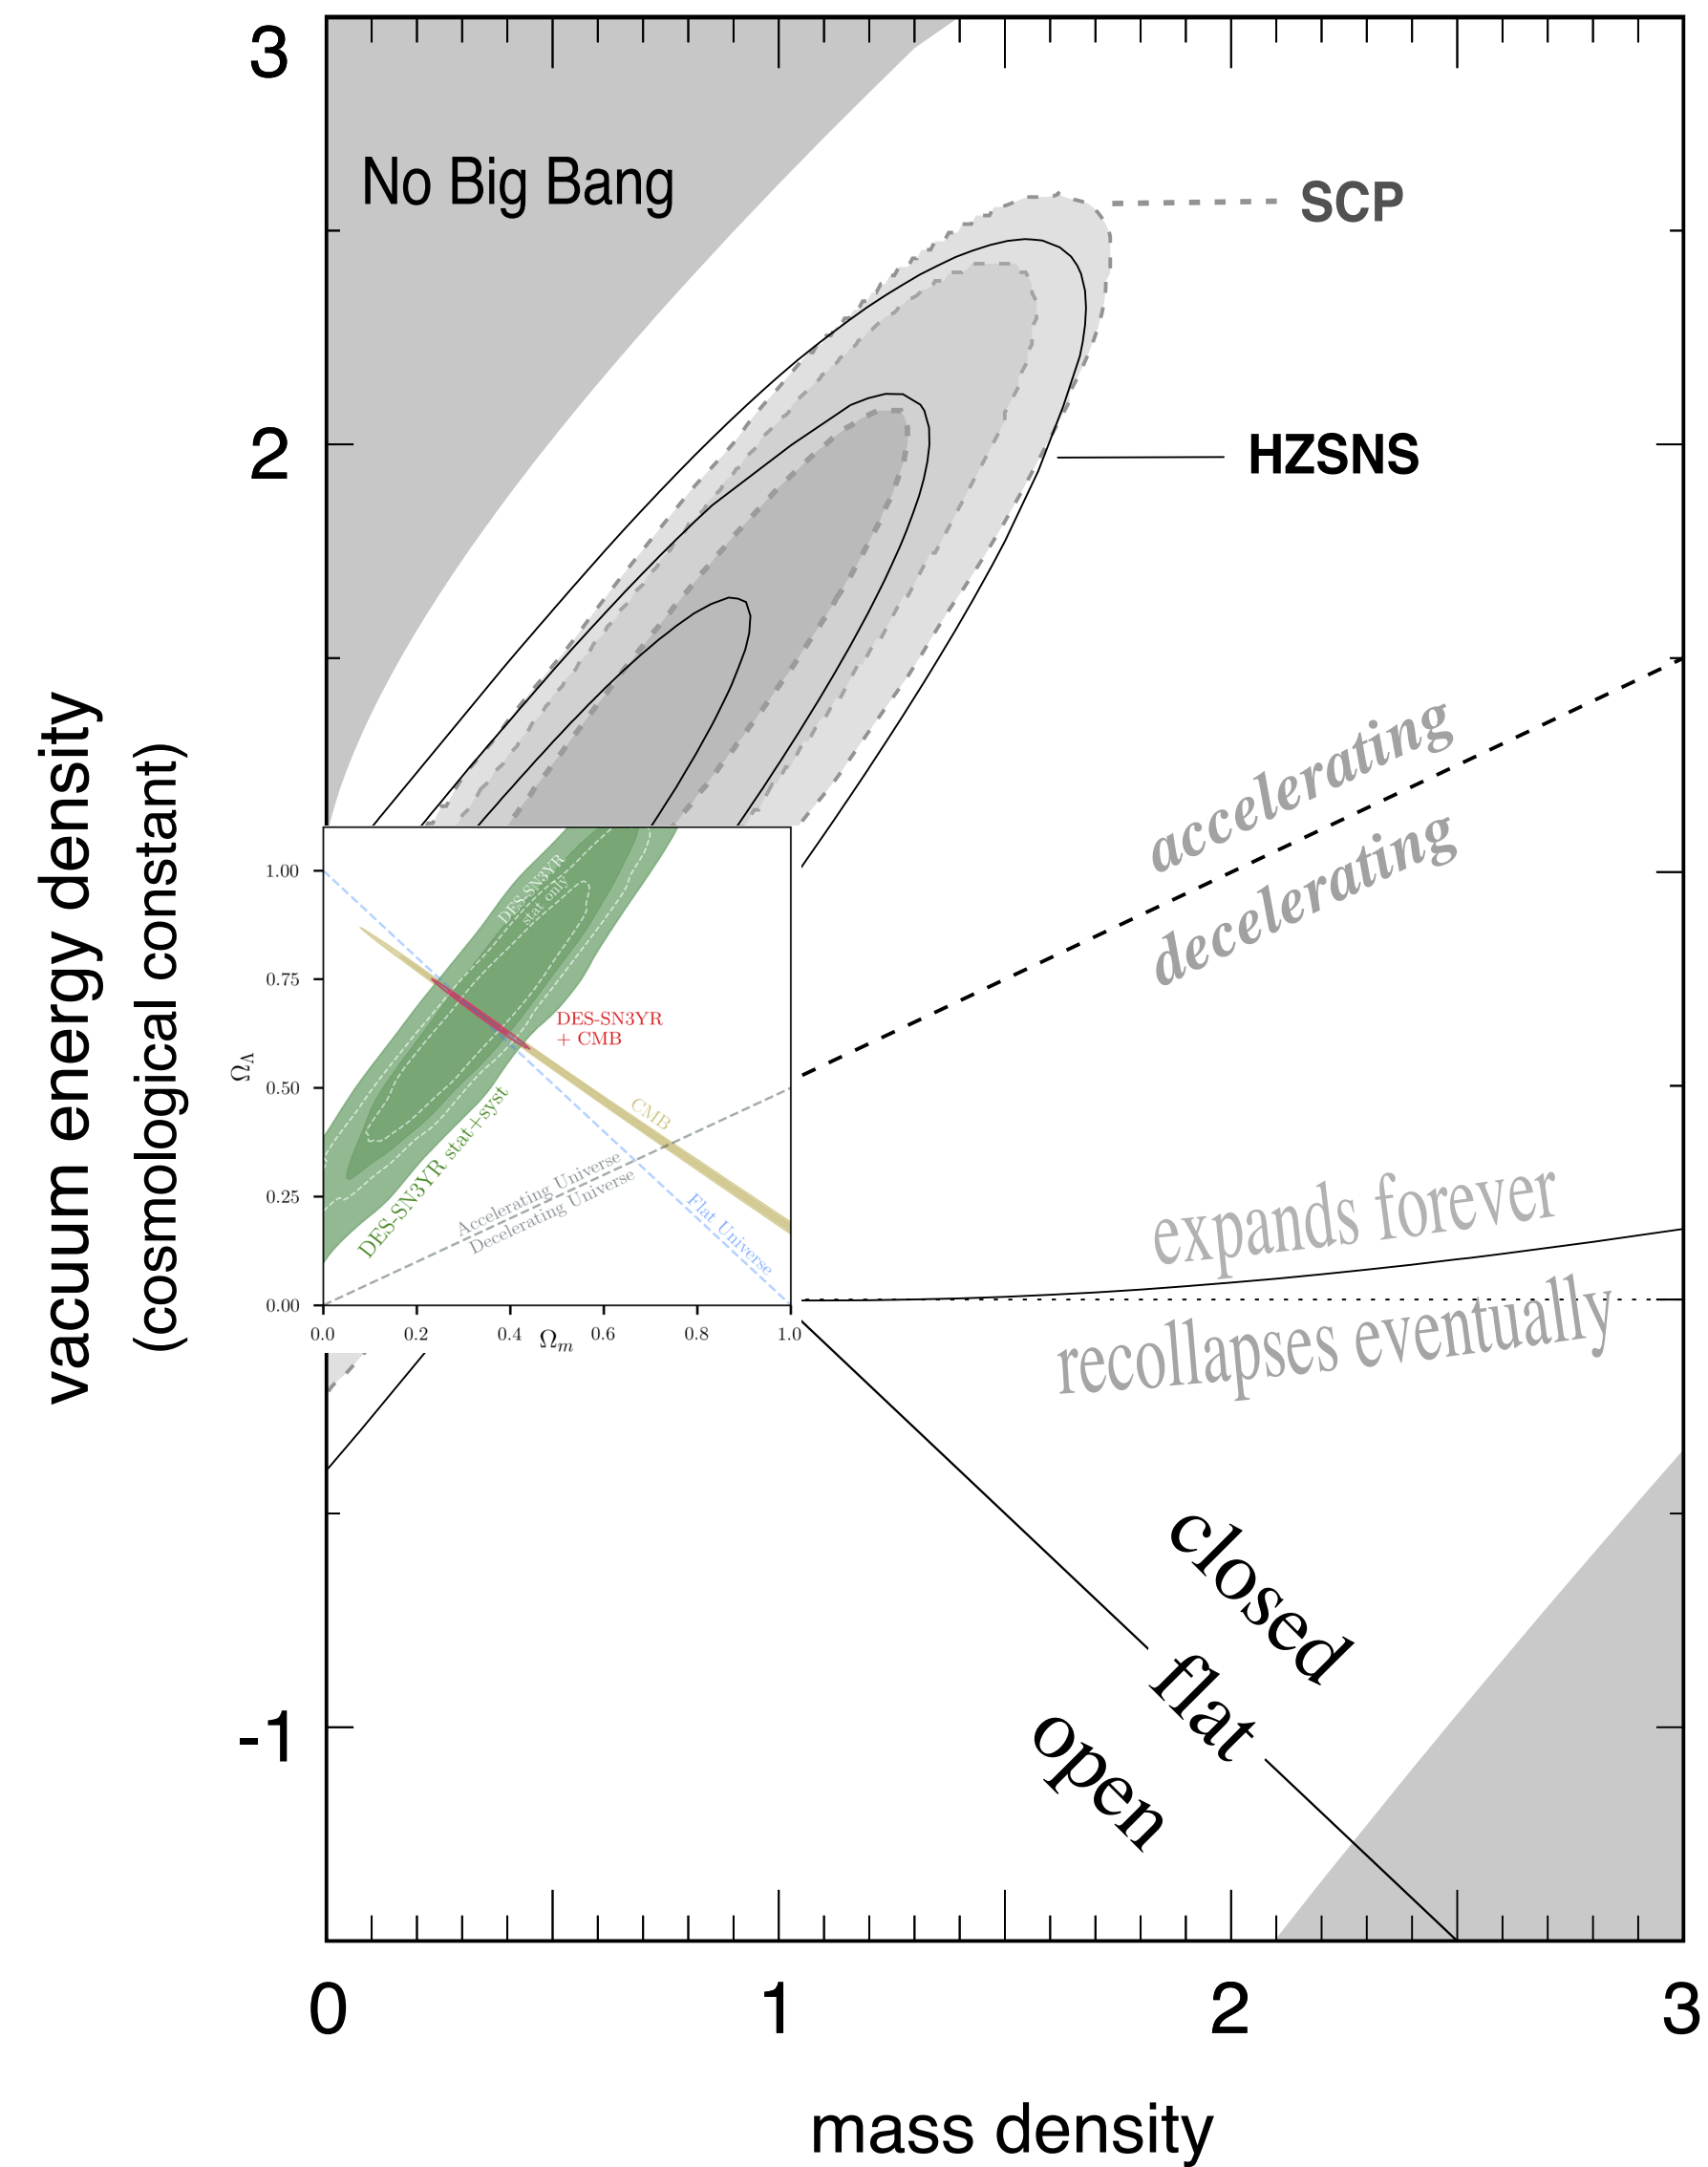 3
No Big Bang
SCP
2
HZSNS
vacuum energy density
(cosmological constant)
accelerating
decelerating
1.00
0.75
0.50
0.25
0.00
Ω_Λ
DES-SN3YR
stat only
DES-SN3YR
+ CMB
CMB
DES-SN3YR stat+syst
Accelerating Universe
Decelerating Universe
Flat Universe
0.0 0.2 0.4 0.6 0.8 1.0
Ω_m
expands forever
recollapses eventually
closed
flat
open
-1
0 1 2 3
mass density